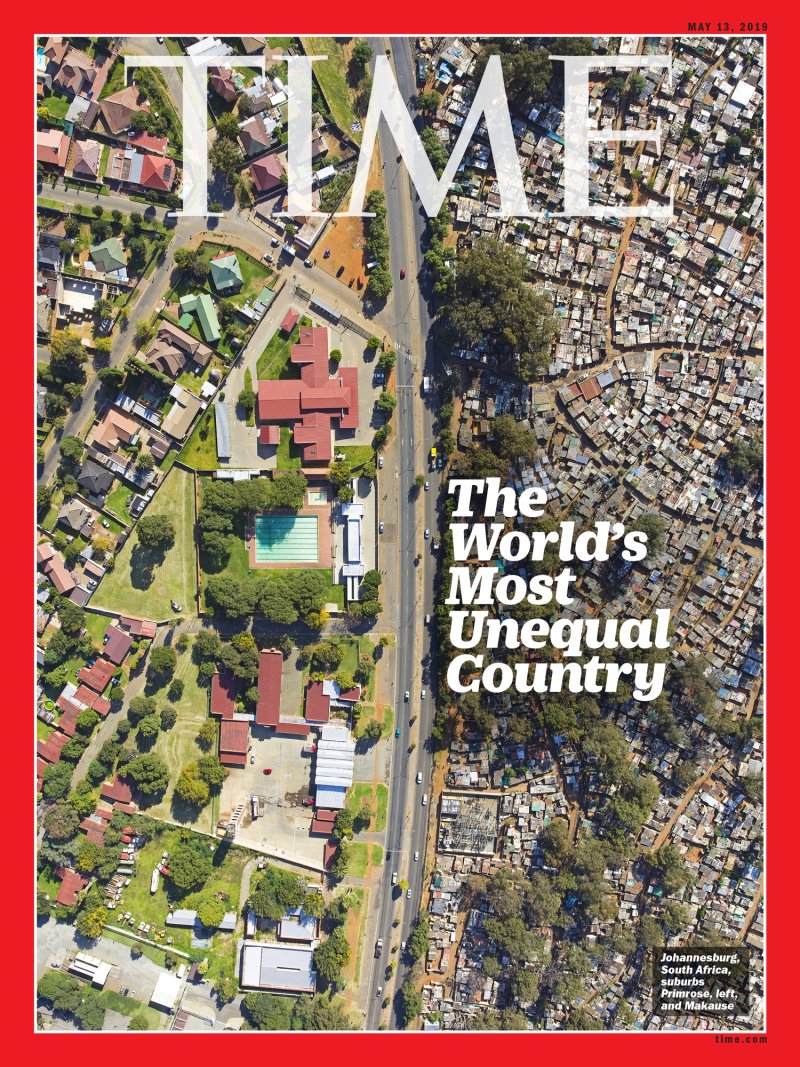 MAY 13, 2019
TIME
The
World's
Most
Unequal
Country
Johannesburg,
South Africa,
suburbs
Primrose, left,
and Makause
time.com